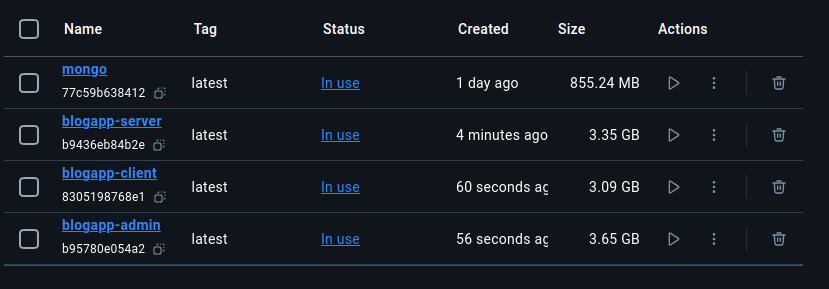 Name Tag Status Created Size Actions
mongo
77c59b638412
latest In use 1 day ago 855.24 MB
blogapp-server
b9436eb84b2e
latest In use 4 minutes ago 3.35 GB
blogapp-client
8305198768e1
latest In use 60 seconds ag 3.09 GB
blogapp-admin
b95780e054a2
latest In use 56 seconds ag 3.65 GB